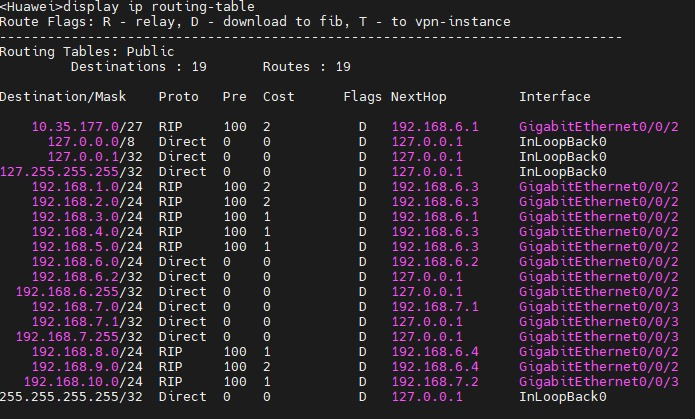 <Huawei>display ip routing-table
Route Flags: R - relay, D - download to fib, T - to vpn-instance
------------------------------------------------------------------------------
Routing Tables: Public
         Destinations : 19       Routes : 19

Destination/Mask    Proto   Pre  Cost      Flags NextHop         Interface

    10.35.177.0/27  RIP     100  2           D   192.168.6.1     GigabitEthernet0/0/2
      127.0.0.0/8   Direct  0    0           D   127.0.0.1       InLoopBack0
      127.0.0.1/32  Direct  0    0           D   127.0.0.1       InLoopBack0
127.255.255.255/32  Direct  0    0           D   127.0.0.1       InLoopBack0
    192.168.1.0/24  RIP     100  2           D   192.168.6.3     GigabitEthernet0/0/2
    192.168.2.0/24  RIP     100  2           D   192.168.6.3     GigabitEthernet0/0/2
    192.168.3.0/24  RIP     100  1           D   192.168.6.1     GigabitEthernet0/0/2
    192.168.4.0/24  RIP     100  1           D   192.168.6.3     GigabitEthernet0/0/2
    192.168.5.0/24  RIP     100  1           D   192.168.6.3     GigabitEthernet0/0/2
    192.168.6.0/24  Direct  0    0           D   192.168.6.2     GigabitEthernet0/0/2
    192.168.6.2/32  Direct  0    0           D   127.0.0.1       GigabitEthernet0/0/2
  192.168.6.255/32  Direct  0    0           D   127.0.0.1       GigabitEthernet0/0/2
    192.168.7.0/24  Direct  0    0           D   192.168.7.1     GigabitEthernet0/0/3
    192.168.7.1/32  Direct  0    0           D   127.0.0.1       GigabitEthernet0/0/3
  192.168.7.255/32  Direct  0    0           D   127.0.0.1       GigabitEthernet0/0/3
    192.168.8.0/24  RIP     100  1           D   192.168.6.4     GigabitEthernet0/0/2
    192.168.9.0/24  RIP     100  2           D   192.168.6.4     GigabitEthernet0/0/2
   192.168.10.0/24  RIP     100  1           D   192.168.7.2     GigabitEthernet0/0/3
255.255.255.255/32  Direct  0    0           D   127.0.0.1       InLoopBack0